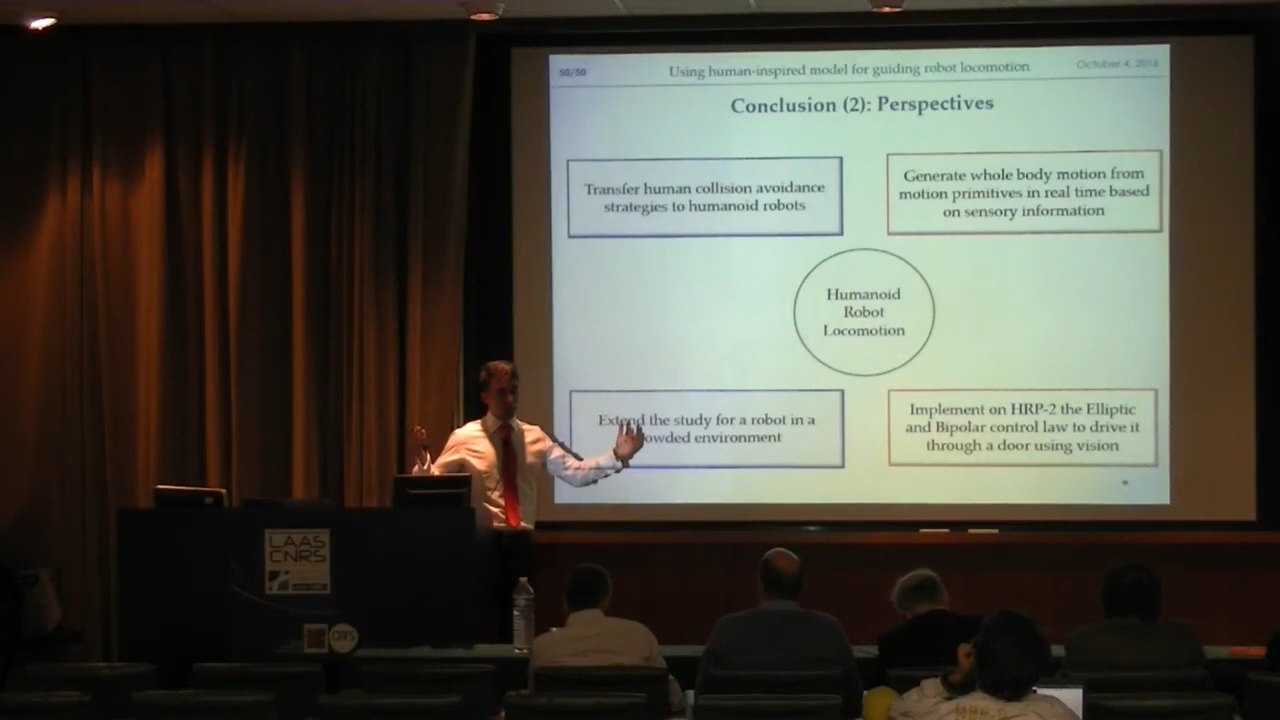 50/50 Using human-inspired model for guiding robot locomotion October 4, 2016
Conclusion (2): Perspectives
Transfer human collision avoidance
strategies to humanoid robots
Generate whole body motion from
motion primitives in real time based
on sensory information
Humanoid
Robot
Locomotion
Extend the study for a robot in a
owded environment
Implement on HRP-2 the Elliptic
and Bipolar control law to drive it
through a door using vision
LAAS
CNRS
CNRS